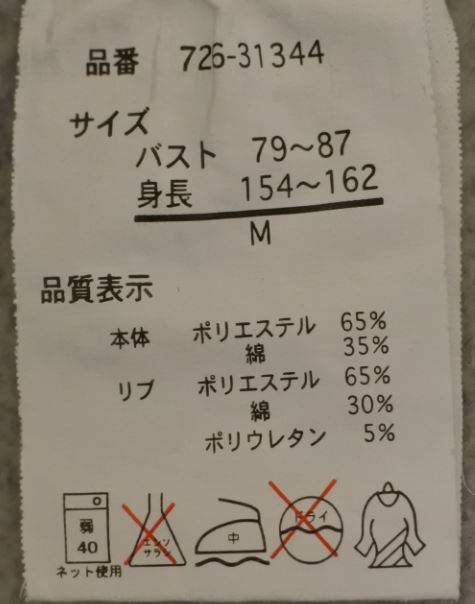 品番 726-31344
サイズ
バスト 79～87
身長 154～162
M
品質表示
本体 ポリエステル 65%
綿 35%
リブ ポリエステル 65%
綿 30%
ポリウレタン 5%
弱
40
ネット使用
エンソ
サラシ
中
ドライ